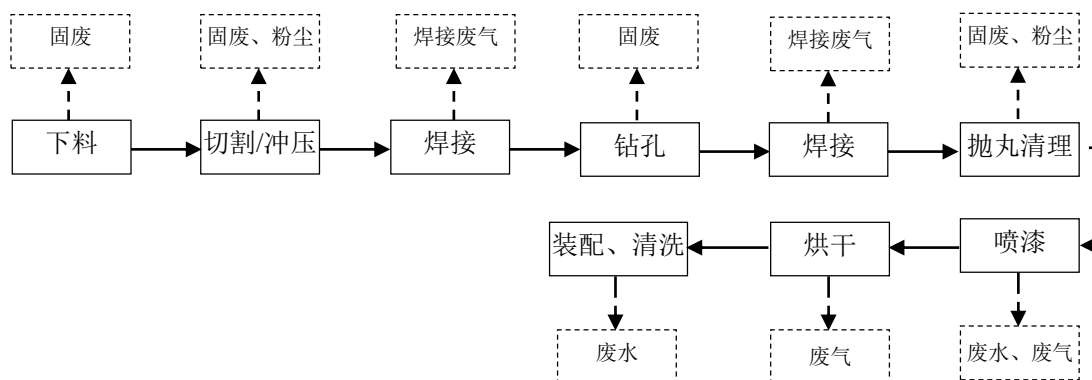 固废
固废、粉尘
焊接废气
固废
焊接废气
固废、粉尘
下料
切割/冲压
焊接
钻孔
焊接
抛丸清理
装配、清洗
烘干
喷漆
废水
废气
废水、废气